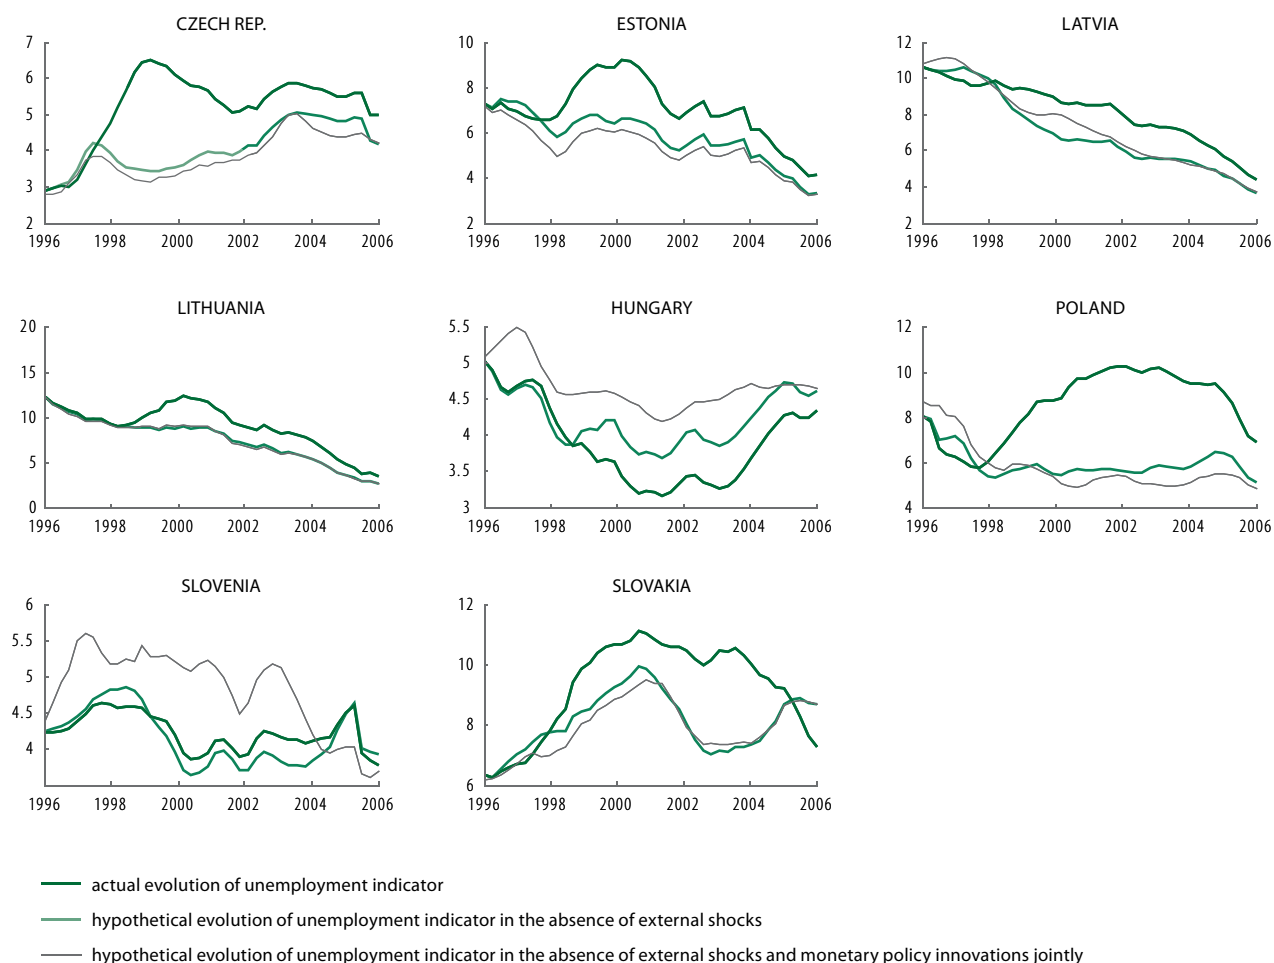 CZECH REP.
7
6
5
4
3
2
1996 1998 2000 2002 2004 2006
ESTONIA
10
8
6
4
2
1996 1998 2000 2002 2004 2006
LATVIA
12
10
8
6
4
2
1996 1998 2000 2002 2004 2006
LITHUANIA
20
15
10
5
0
1996 1998 2000 2002 2004 2006
HUNGARY
5.5
5
4.5
4
3.5
3
1996 1998 2000 2002 2004 2006
POLAND
12
10
8
6
4
1996 1998 2000 2002 2004 2006
SLOVENIA
6
5.5
5
4.5
4
1996 1998 2000 2002 2004 2006
SLOVAKIA
12
10
8
6
1996 1998 2000 2002 2004 2006
actual evolution of unemployment indicator
hypothetical evolution of unemployment indicator in the absence of external shocks
hypothetical evolution of unemployment indicator in the absence of external shocks and monetary policy innovations jointly